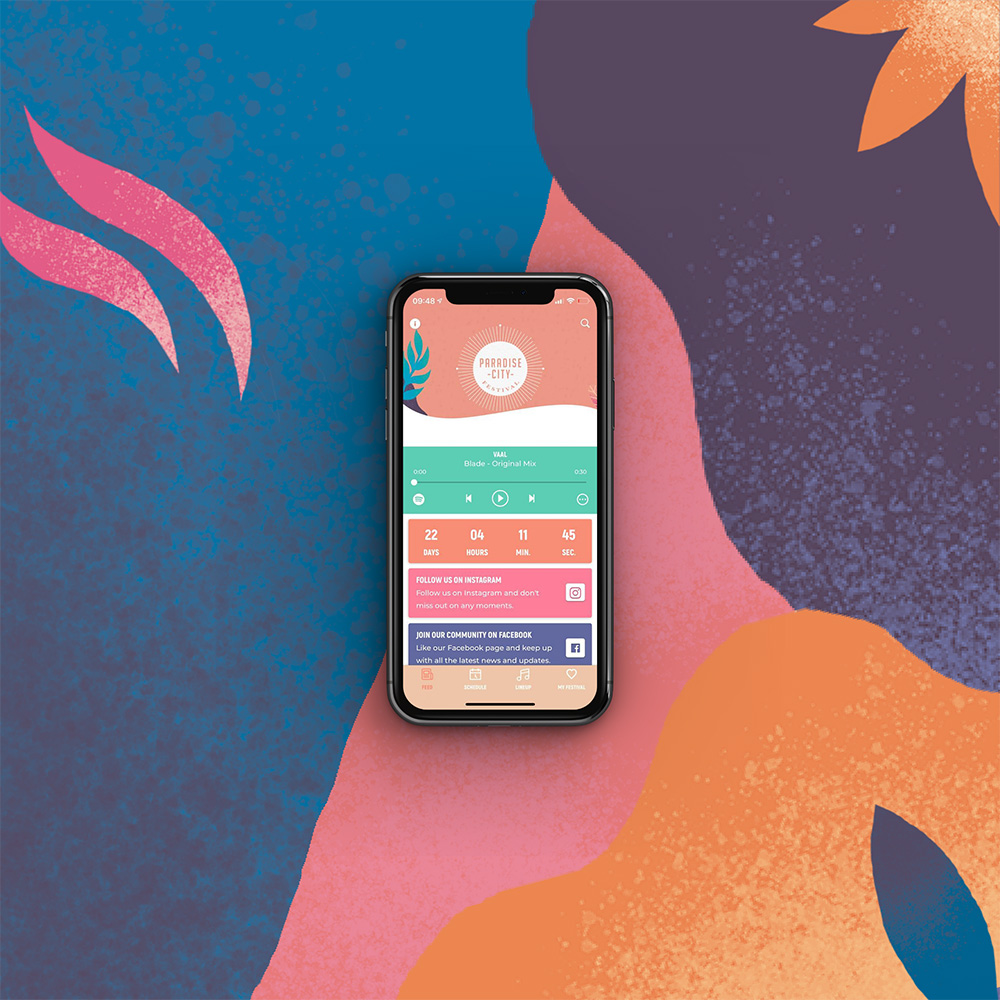 09:48
PARADISE
CITY
FESTIVAL
VAAL
Blade - Original Mix
0:00 0:30
22 04 11 45
DAYS HOURS MIN. SEC.
FOLLOW US ON INSTAGRAM
Follow us on Instagram and don't
miss out on any moments.
JOIN OUR COMMUNITY ON FACEBOOK
Like our Facebook page and keep up
with all the latest news and updates.
FEED SCHEDULE LINEUP MY FESTIVAL